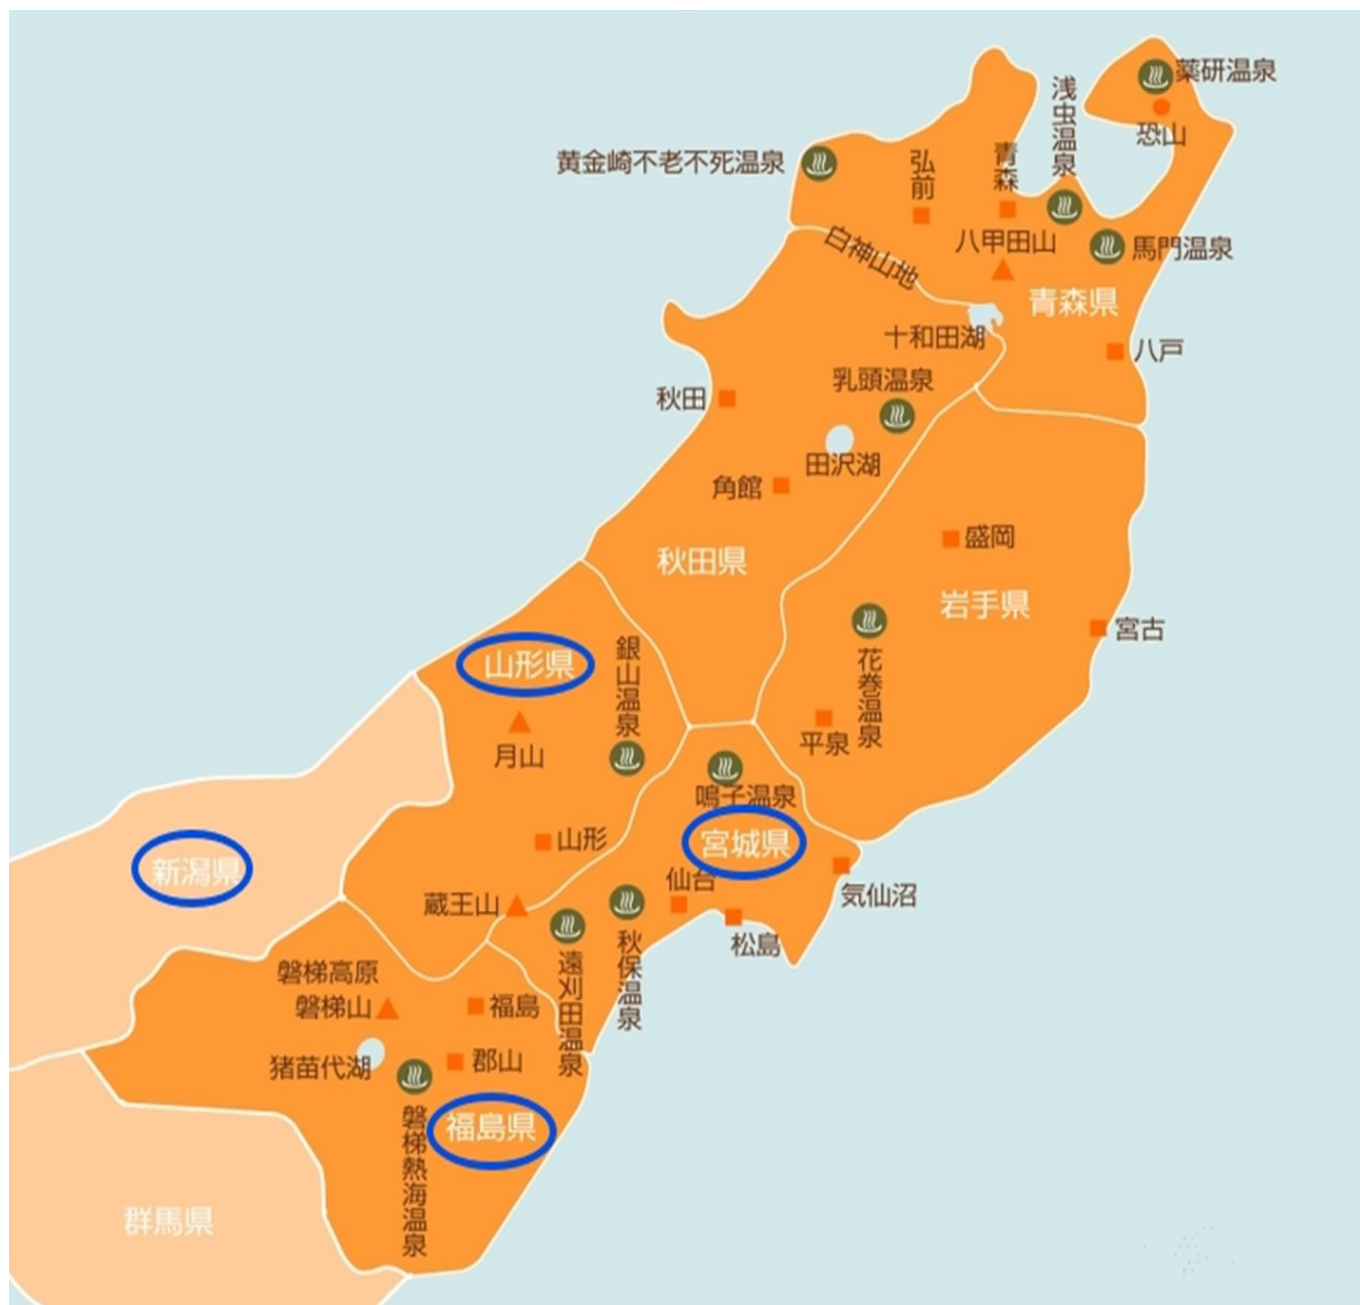 薬研温泉
恐山
浅虫温泉
黄金崎不老不死温泉
弘前
青森
八甲田山
馬門温泉
白神山地
青森県
十和田湖
八戸
乳頭温泉
秋田
田沢湖
角館
盛岡
秋田県
岩手県
宮古
花巻温泉
山形県
銀山温泉
平泉
月山
鳴子温泉
山形
宮城県
新潟県
仙台
気仙沼
蔵王山
松島
秋保温泉
遠刈田温泉
磐梯高原
磐梯山
福島
猪苗代湖
郡山
福島県
磐梯熱海温泉
群馬県